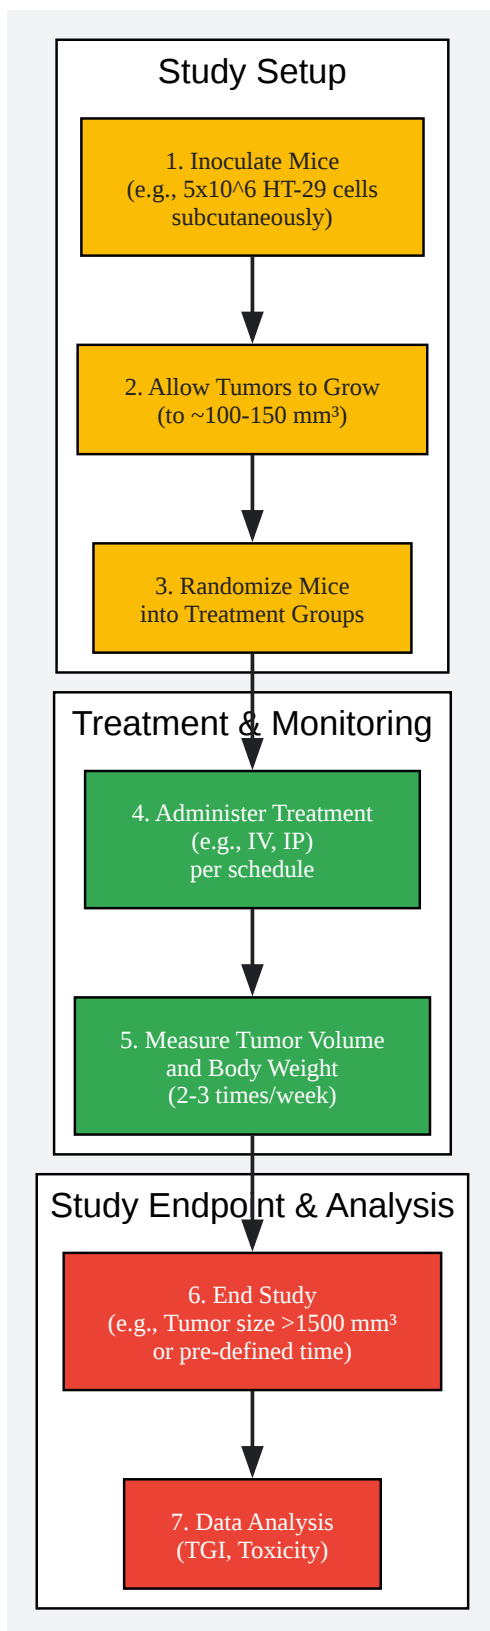 Study Setup
1. Inoculate Mice
(e.g., 5x10^6 HT-29 cells
subcutaneously)
2. Allow Tumors to Grow
(to ~100-150 mm³)
3. Randomize Mice
into Treatment Groups
Treatment & Monitoring
4. Administer Treatment
(e.g., IV, IP)
per schedule
5. Measure Tumor Volume
and Body Weight
(2-3 times/week)
Study Endpoint & Analysis
6. End Study
(e.g., Tumor size >1500 mm³
or pre-defined time)
7. Data Analysis
(TGI, Toxicity)